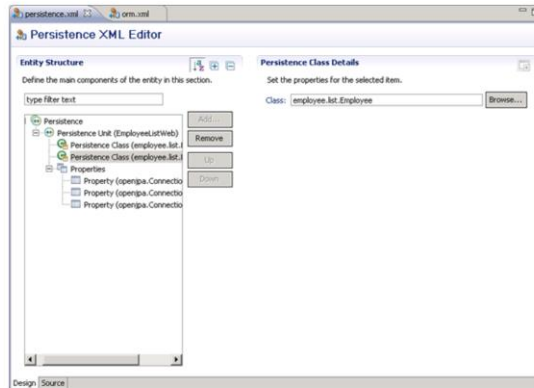 persistence.xml
orm.xml
Persistence XML Editor
Entity Structure
Define the main components of the entity in this section.
type filter text
Persistence
Persistence Unit (EmployeeListWeb)
Persistence Class (employee.list.
Persistence Class (employee.list.
Properties
Property (openjpa.Connectio
Property (openjpa.Connectio
Property (openjpa.Connectio
Add...
Remove
Up
Down
Persistence Class Details
Set the properties for the selected item.
Class: employee.list.Employee
Browse...
Design Source